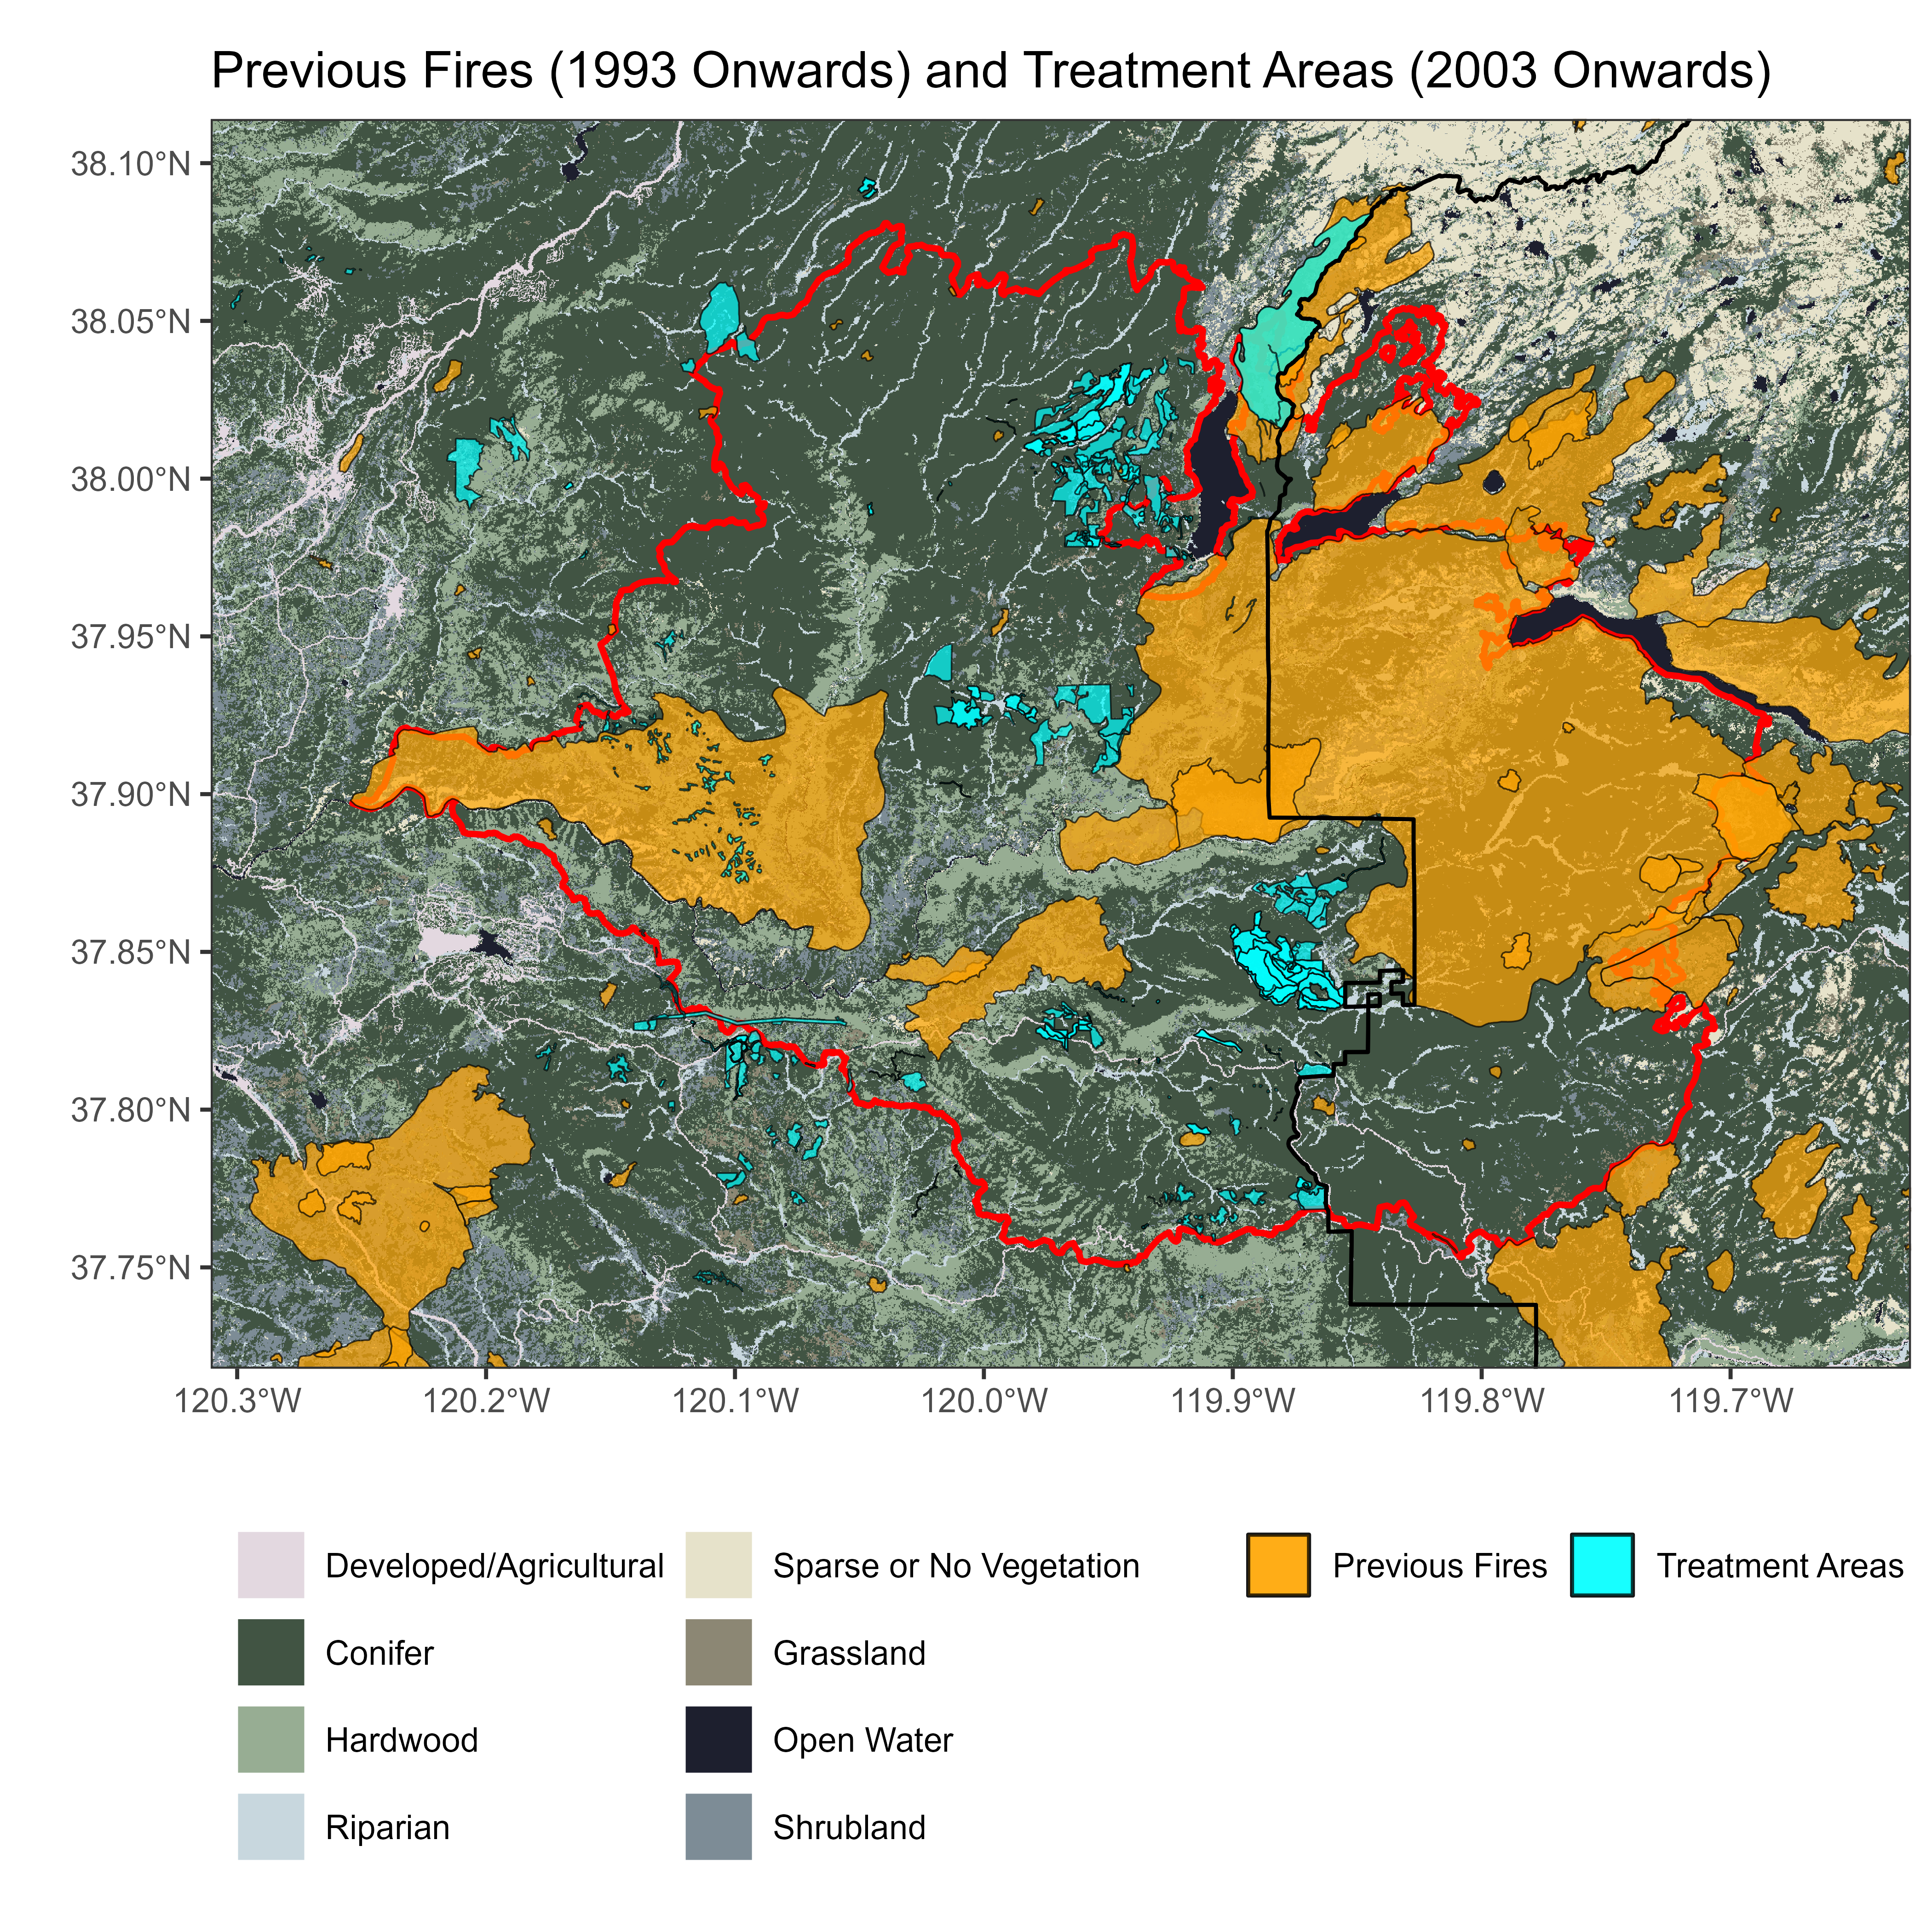 Previous Fires (1993 Onwards) and Treatment Areas (2003 Onwards)
38.10°N
38.05°N
38.00°N
37.95°N
37.90°N
37.85°N
37.80°N
37.75°N
120.3°W 120.2°W 120.1°W 120.0°W 119.9°W 119.8°W 119.7°W
Developed/Agricultural Sparse or No Vegetation Previous Fires Treatment Areas
Conifer Grassland
Hardwood Open Water
Riparian Shrubland